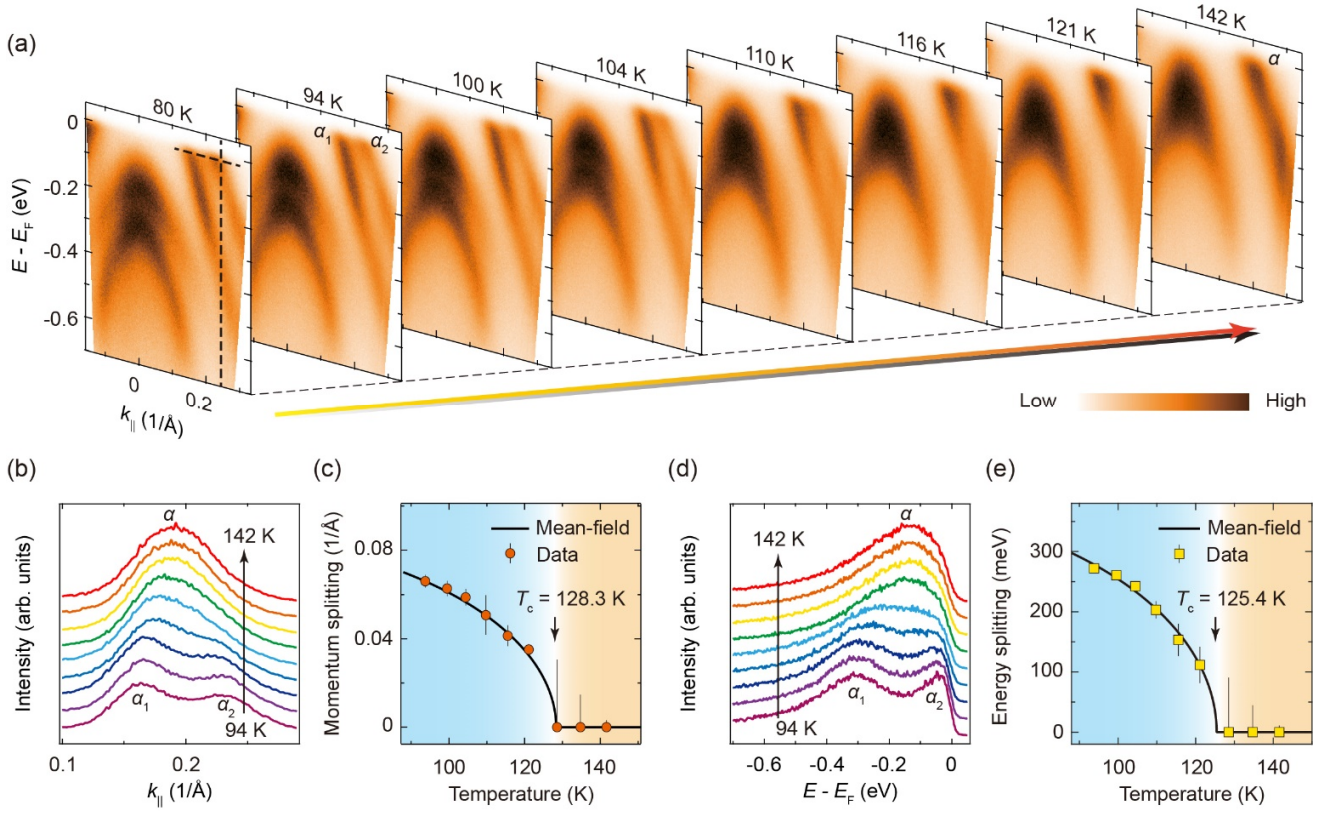 (a)
80 K
94 K
100 K
104 K
110 K
116 K
121 K
142 K
α1
α2
α
0
-0.2
-0.4
-0.6
E - EF (eV)
0
0.2
k|| (1/Å)
Low
High
(b)
Intensity (arb. units)
α
142 K
α1
α2
94 K
0.1
0.2
k|| (1/Å)
(c)
Momentum splitting (1/Å)
0.08
0.04
0
Mean-field
Data
Tc = 128.3 K
100
120
140
Temperature (K)
(d)
Intensity (arb. units)
α
142 K
α1
α2
94 K
-0.6
-0.4
-0.2
0
E - EF (eV)
(e)
Energy splitting (meV)
300
200
100
0
Mean-field
Data
Tc = 125.4 K
100
120
140
Temperature (K)